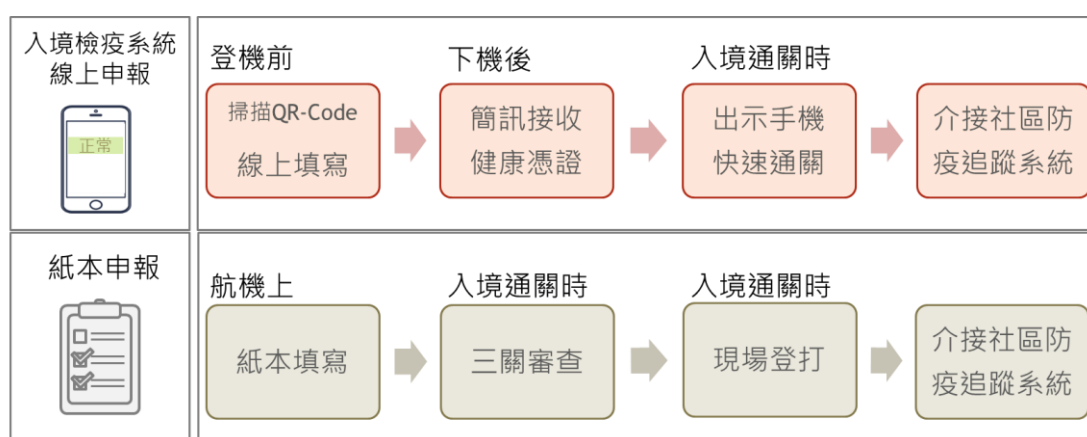 入境檢疫系統
線上申報
正常
登機前
掃描QR-Code
線上填寫
下機後
簡訊接收
健康憑證
入境通關時
出示手機
快速通關
介接社區防
疫追蹤系統
紙本申報
航機上
紙本填寫
入境通關時
三關審查
入境通關時
現場登打
介接社區防
疫追蹤系統